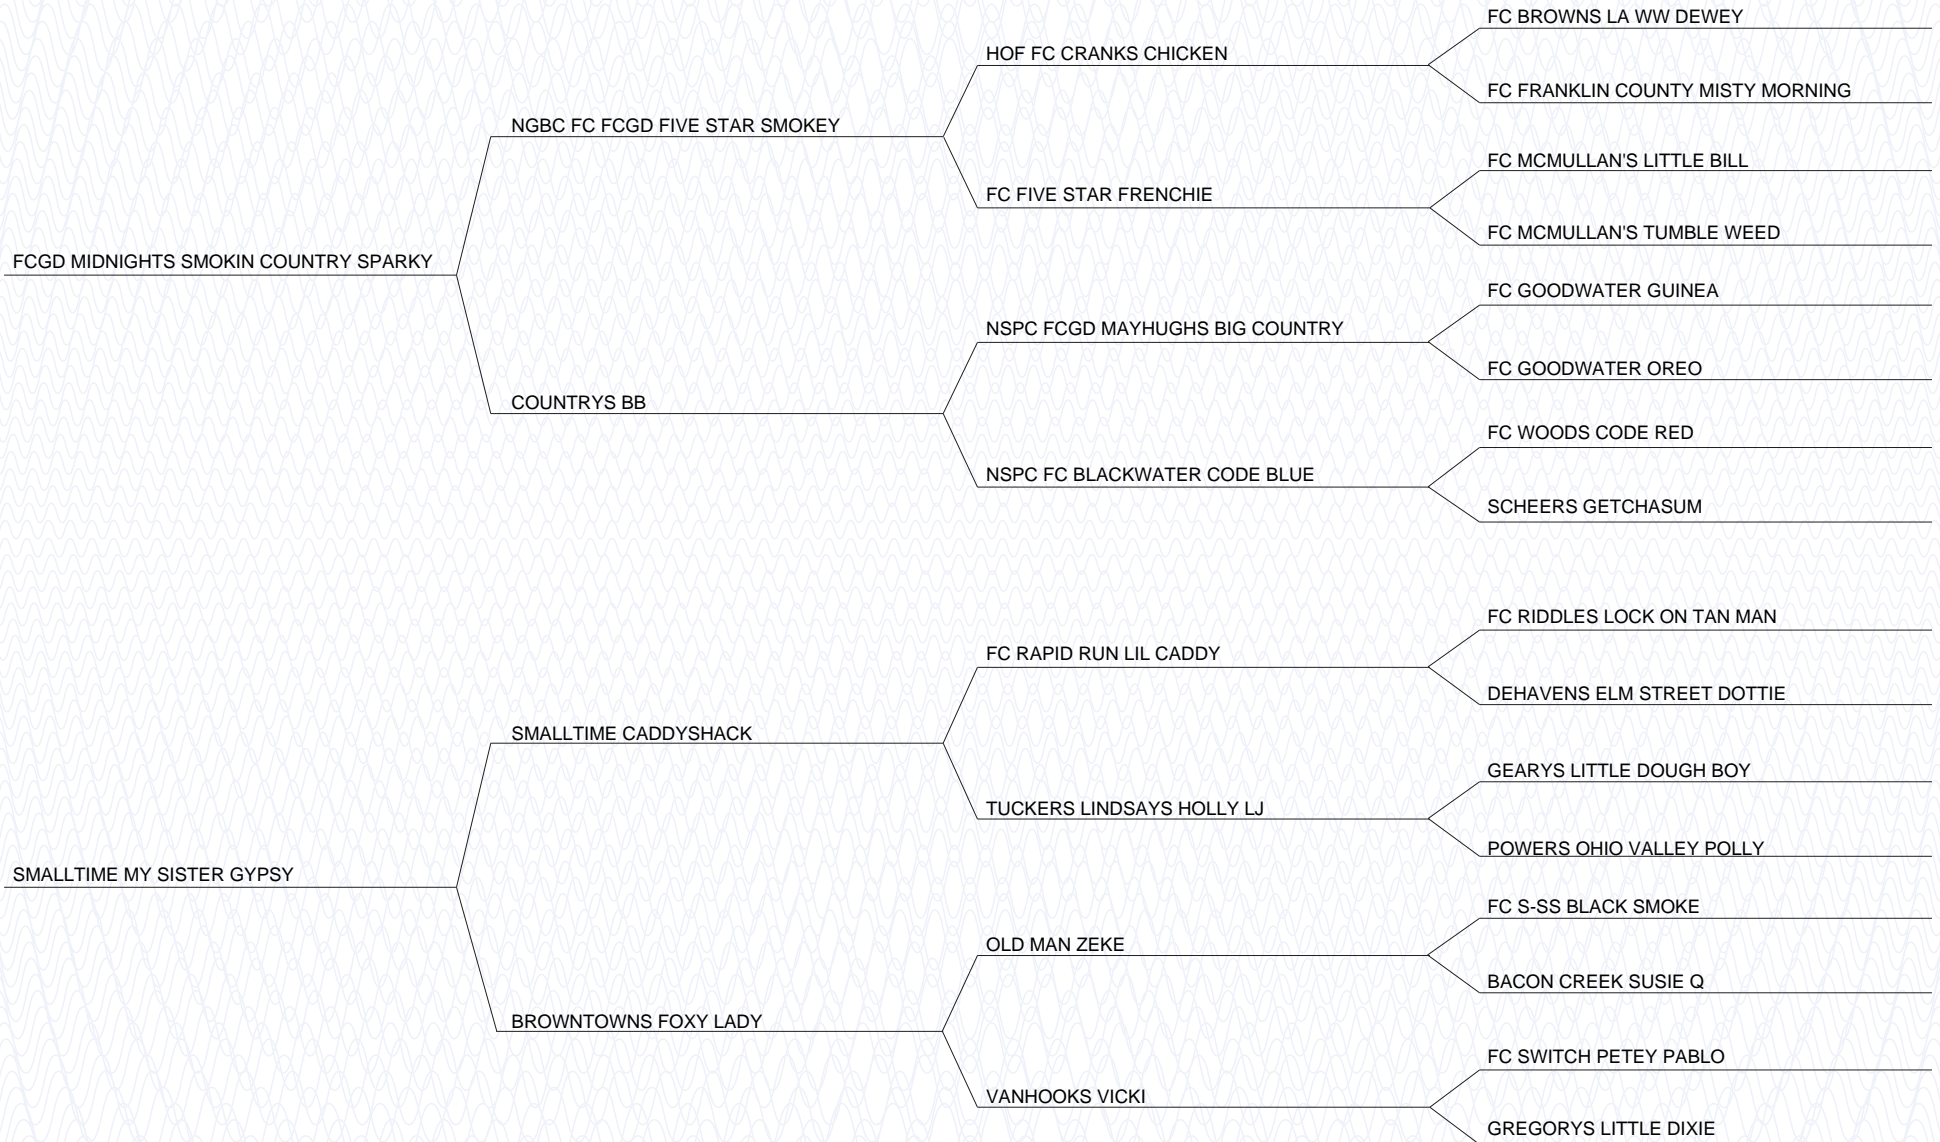 FC BROWNS LA WW DEWEY
HOF FC CRANKS CHICKEN
FC FRANKLIN COUNTY MISTY MORNING
NGBC FC FCGD FIVE STAR SMOKEY
FC MCMULLAN'S LITTLE BILL
FC FIVE STAR FRENCHIE
FC MCMULLAN'S TUMBLE WEED
FCGD MIDNIGHTS SMOKIN COUNTRY SPARKY
FC GOODWATER GUINEA
NSPC FCGD MAYHUGHS BIG COUNTRY
FC GOODWATER OREO
COUNTRYS BB
FC WOODS CODE RED
NSPC FC BLACKWATER CODE BLUE
SCHEERS GETCHASUM
FC RIDDLES LOCK ON TAN MAN
FC RAPID RUN LIL CADDY
DEHAVENS ELM STREET DOTTIE
SMALLTIME CADDYSHACK
GEARYS LITTLE DOUGH BOY
TUCKERS LINDSAYS HOLLY LJ
POWERS OHIO VALLEY POLLY
SMALLTIME MY SISTER GYPSY
FC S-SS BLACK SMOKE
OLD MAN ZEKE
BACON CREEK SUSIE Q
BROWNTOWNS FOXY LADY
FC SWITCH PETEY PABLO
VANHOOKS VICKI
GREGORYS LITTLE DIXIE